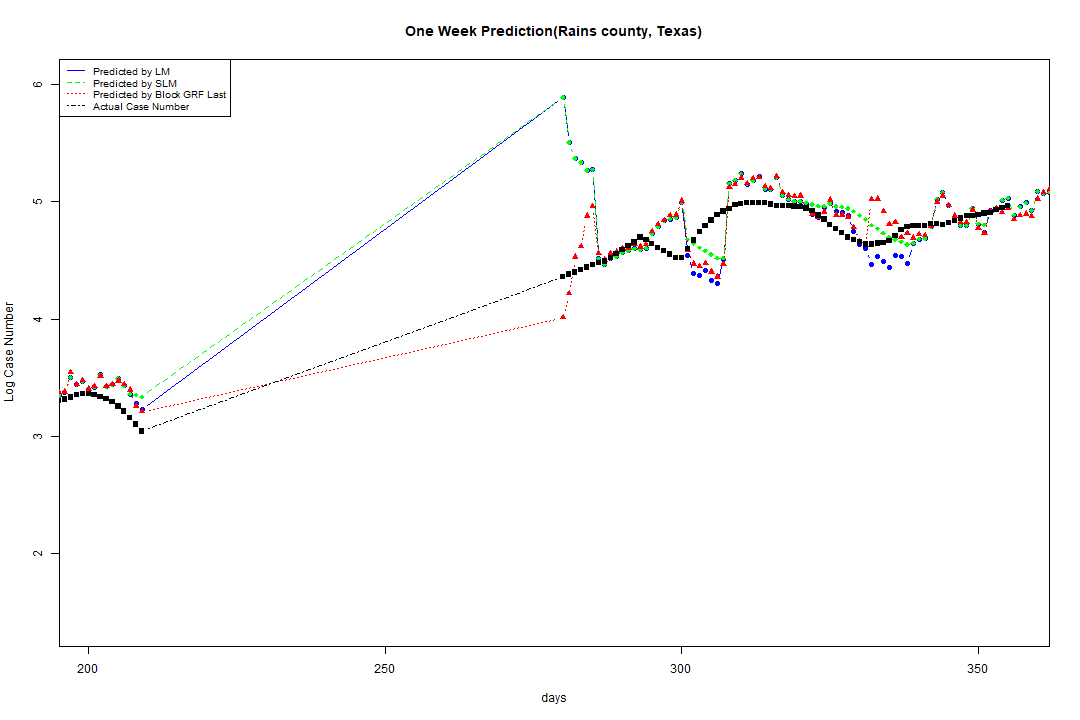 One Week Prediction(Rains county, Texas)
Predicted by LM
Predicted by SLM
Predicted by Block GRF Last
Actual Case Number
Log Case Number
6
5
4
3
2
200
250
300
350
days